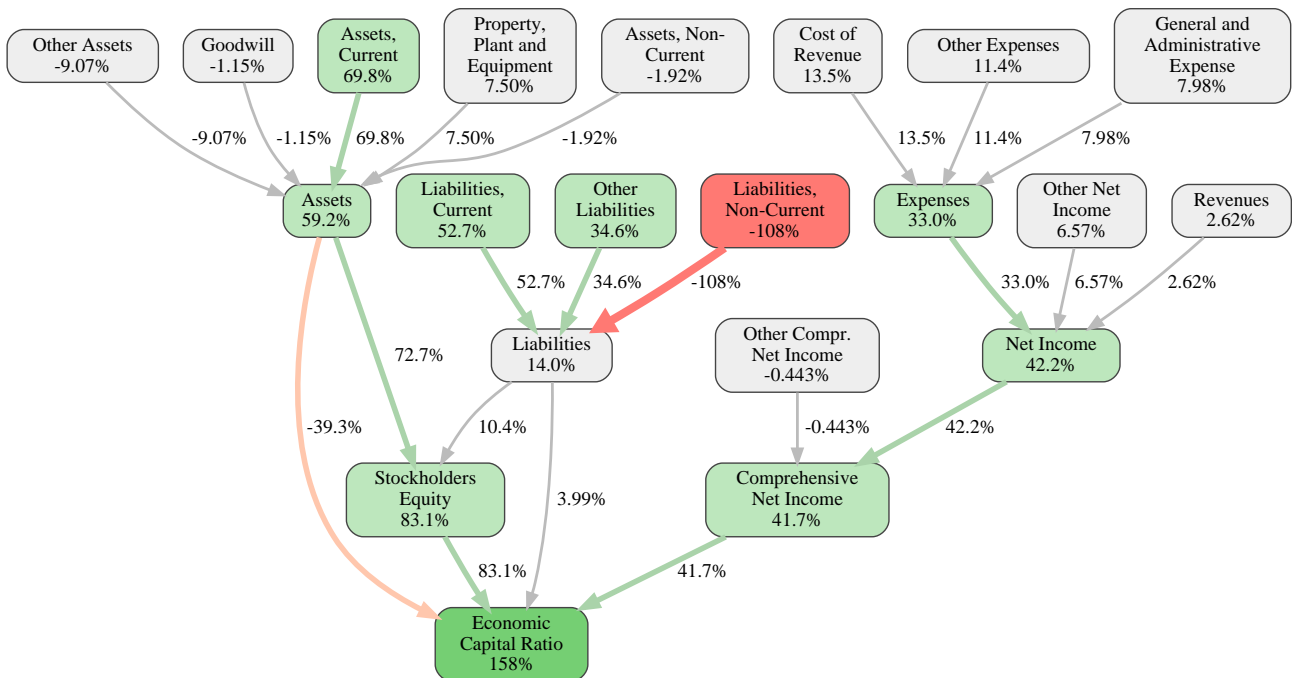 Other Assets
-9.07%
Goodwill
-1.15%
Assets,
Current
69.8%
Property,
Plant and
Equipment
7.50%
Assets, Non-
Current
-1.92%
Cost of
Revenue
13.5%
Other Expenses
11.4%
General and
Administrative
Expense
7.98%
-9.07%
-1.15%
69.8%
7.50%
-1.92%
13.5%
11.4%
7.98%
Assets
59.2%
Liabilities,
Current
52.7%
Other
Liabilities
34.6%
Liabilities,
Non-Current
-108%
Expenses
33.0%
Other Net
Income
6.57%
Revenues
2.62%
52.7%
34.6%
-108%
33.0%
6.57%
2.62%
Liabilities
14.0%
Other Compr.
Net Income
-0.443%
Net Income
42.2%
72.7%
-39.3%
10.4%
-0.443%
42.2%
Stockholders
Equity
83.1%
3.99%
Comprehensive
Net Income
41.7%
83.1%
41.7%
Economic
Capital Ratio
158%